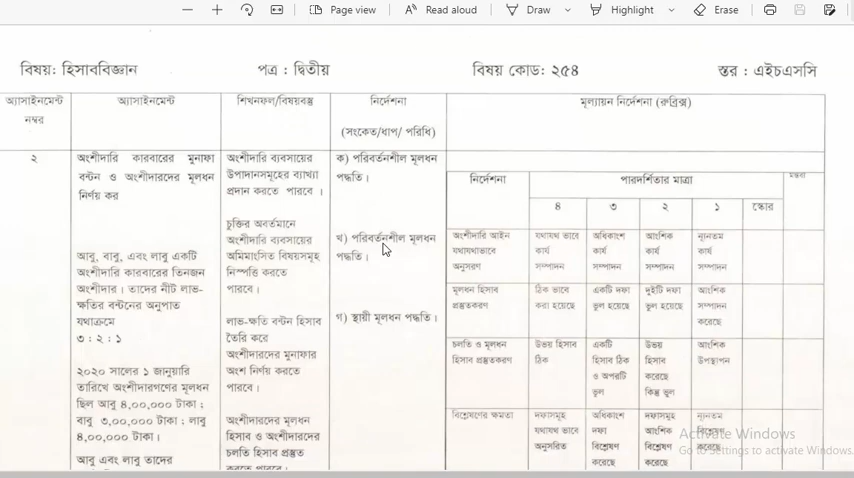 Page view
Read aloud
Draw
Highlight
Erase
বিষয়: হিসাববিজ্ঞান
পত্র : দ্বিতীয়
বিষয় কোড: ২৫৪
স্তর : এইচএসসি
অ্যাসাইনমেন্ট
নম্বর
অ্যাসাইনমেন্ট
শিখনফল/বিষয়বস্তু
নির্দেশনা
(সংকেত/ধাপ/ পরিধি)
মূল্যায়ন নির্দেশনা (রুব্রিক্স)
২
অংশীদারি কারবারের মুনাফা
বন্টন ও অংশীদারদের মূলধন
নির্ণয় কর
আবু, বাবু, এবং লাবু একটি
অংশীদারি কারবারের তিনজন
অংশীদার। তাদের নীট লাভ-
ক্ষতির বন্টনের অনুপাত
যথাক্রমে
৩ : ২ : ১
২০২০ সালের ১ জানুয়ারি
তারিখে অংশীদারগণের মূলধন
ছিল আবু ৪,০০,০০০ টাকা ;
বাবু ৩,০০,০০০ টাকা ; লাবু
৪,০০,০০০ টাকা।
আবু এবং লাবু তাদের
অংশীদারি ব্যবসায়ের
উপাদানসমূহের ব্যাখ্যা
প্রদান করতে পারবে ।
চুক্তির অবর্তমানে
অংশীদারি ব্যবসায়ের
অমিমাংসিত বিষয়সমূহ
নিস্পত্তি করতে
পারবে।
লাভ-ক্ষতি বন্টন হিসাব
তৈরি করে
অংশীদারদের মুনাফার
অংশ নির্ণয় করতে
পারবে।
অংশীদারদের মূলধন
হিসাব ও অংশীদারদের
চলতি হিসাব প্রস্তুত
করতে পারবে।
ক) পরিবর্তনশীল মূলধন
পদ্ধতি।
খ) পরিবর্তনশীল মূলধন
পদ্ধতি।
গ) স্থায়ী মূলধন পদ্ধতি।
নির্দেশনা
পারদর্শিতার মাত্রা
মন্তব্য
৪
৩
২
১
স্কোর
অংশীদারি আইন
যথাযথভাবে
অনুসরণ
যথাযথ ভাবে
কার্য
সম্পাদন
অধিকাংশ
কার্য
সম্পাদন
আংশিক
কার্য
সম্পাদন
ন্যূনতম
কার্য
সম্পাদন
মূলধন হিসাব
প্রস্তুতকরণ
ঠিক ভাবে
করা হয়েছে
একটি দফা
ভুল হয়েছে
দুইটি দফা
ভুল হয়েছে
আংশিক
সম্পাদন
করেছে
চলতি ও মূলধন
হিসাব প্রস্তুতকরণ
উভয় হিসাব
ঠিক
একটি
হিসাব ঠিক
ও অপরটি
ভুল
উভয়
হিসাব
করেছে
কিন্তু ভুল
আংশিক
উপস্থাপন
বিশ্লেষণের ক্ষমতা
দফাসমূহ
যথাযথ ভাবে
অনুসরিত
অধিকাংশ
দফা
বিশ্লেষণ
করেছে
দফাসমূহ
আংশিক
বিশ্লেষণ
করেছে
ন্যূনতম
বিশ্লেষণ
করেছে
Activate Windows
Go to Settings to activate Windows.